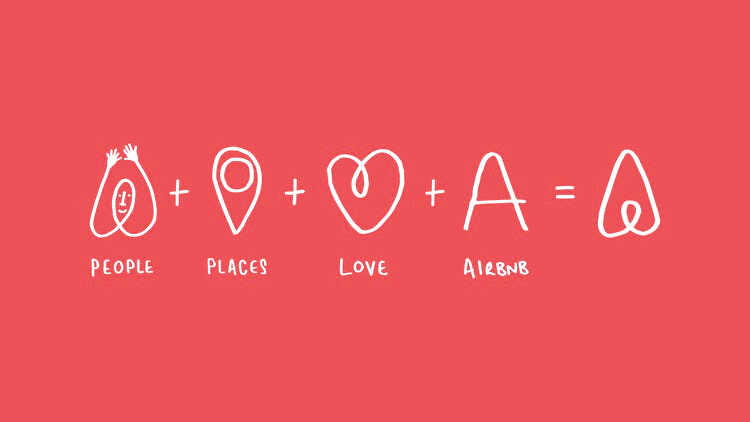 + + + A =
PEOPLE PLACES LOVE AIRBNB